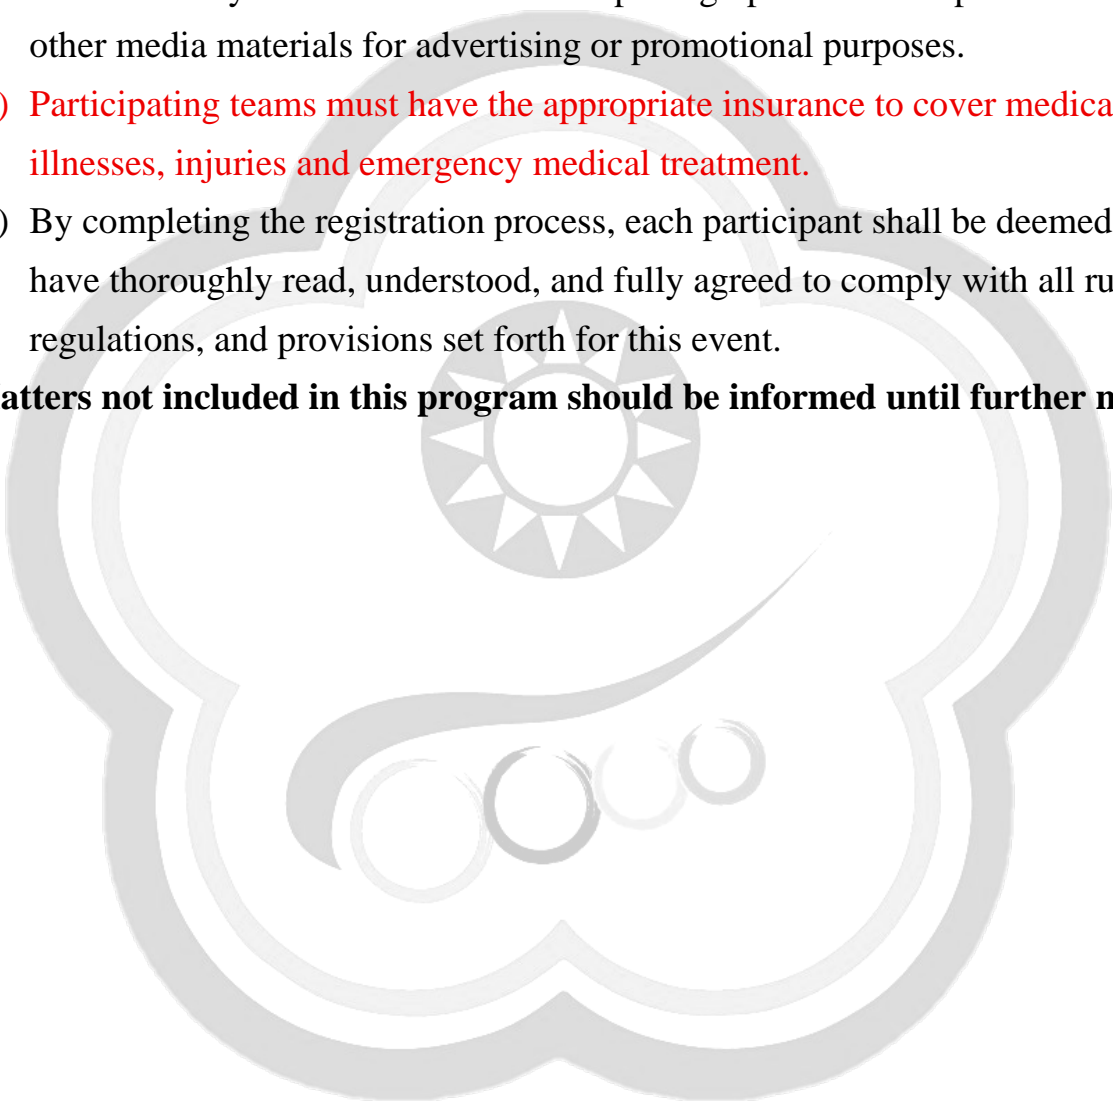 other media materials for advertising or promotional purposes.
) Participating teams must have the appropriate insurance to cover medica
illnesses, injuries and emergency medical treatment.
) By completing the registration process, each participant shall be deemed
have thoroughly read, understood, and fully agreed to comply with all ru
regulations, and provisions set forth for this event.
atters not included in this program should be informed until further n